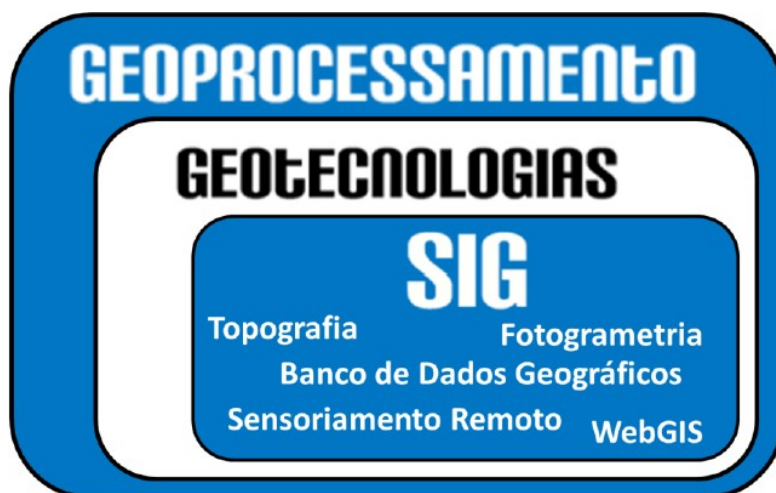 GEOPROCESSAMENTO
GEOTECNOLOGIAS
SIG
Topografia
Fotogrametria
Banco de Dados Geográficos
Sensoriamento Remoto
WebGIS